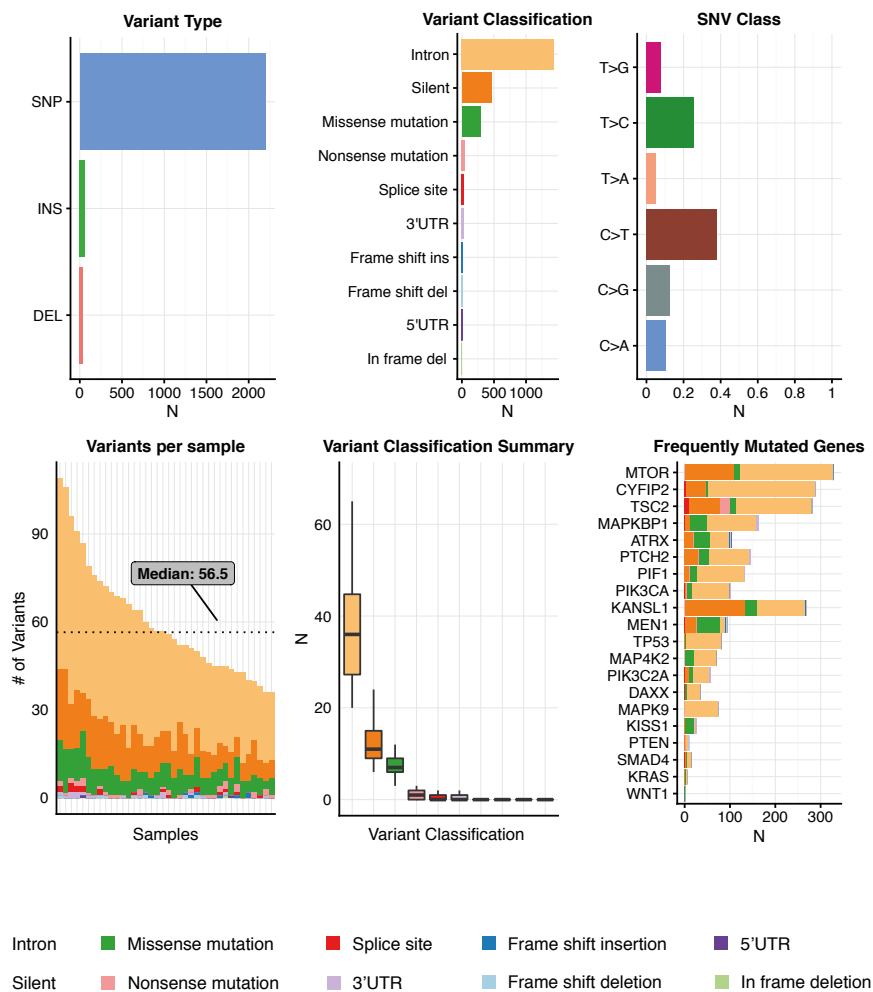 Variant Type
SNP
INS
DEL
0 500 1000 1500 2000
N
Variant Classification
Intron
Silent
Missense mutation
Nonsense mutation
Splice site
3'UTR
Frame shift ins
Frame shift del
5'UTR
In frame del
0 1000
N
SNV Class
T>G
T>C
T>A
C>T
C>G
C>A
0 0.2 0.4 0.6 0.8 1
N
Variants per sample
# of Variants
90
60
30
0
Median: 56.5
Samples
Variant Classification Summary
N
60
40
20
0
Variant Classification
Frequently Mutated Genes
MTOR
CYFIP2
TSC2
MAPKBP1
ATRX
PTCH2
PIF1
PIK3CA
KANSL1
MEN1
TP53
MAP4K2
PIK3C2A
DAXX
MAPK9
KISS1
PTEN
SMAD4
KRAS
WNT1
0 100 200 300
N
Intron Missense mutation Splice site Frame shift insertion 5'UTR
Silent Nonsense mutation 3'UTR Frame shift deletion In frame deletion